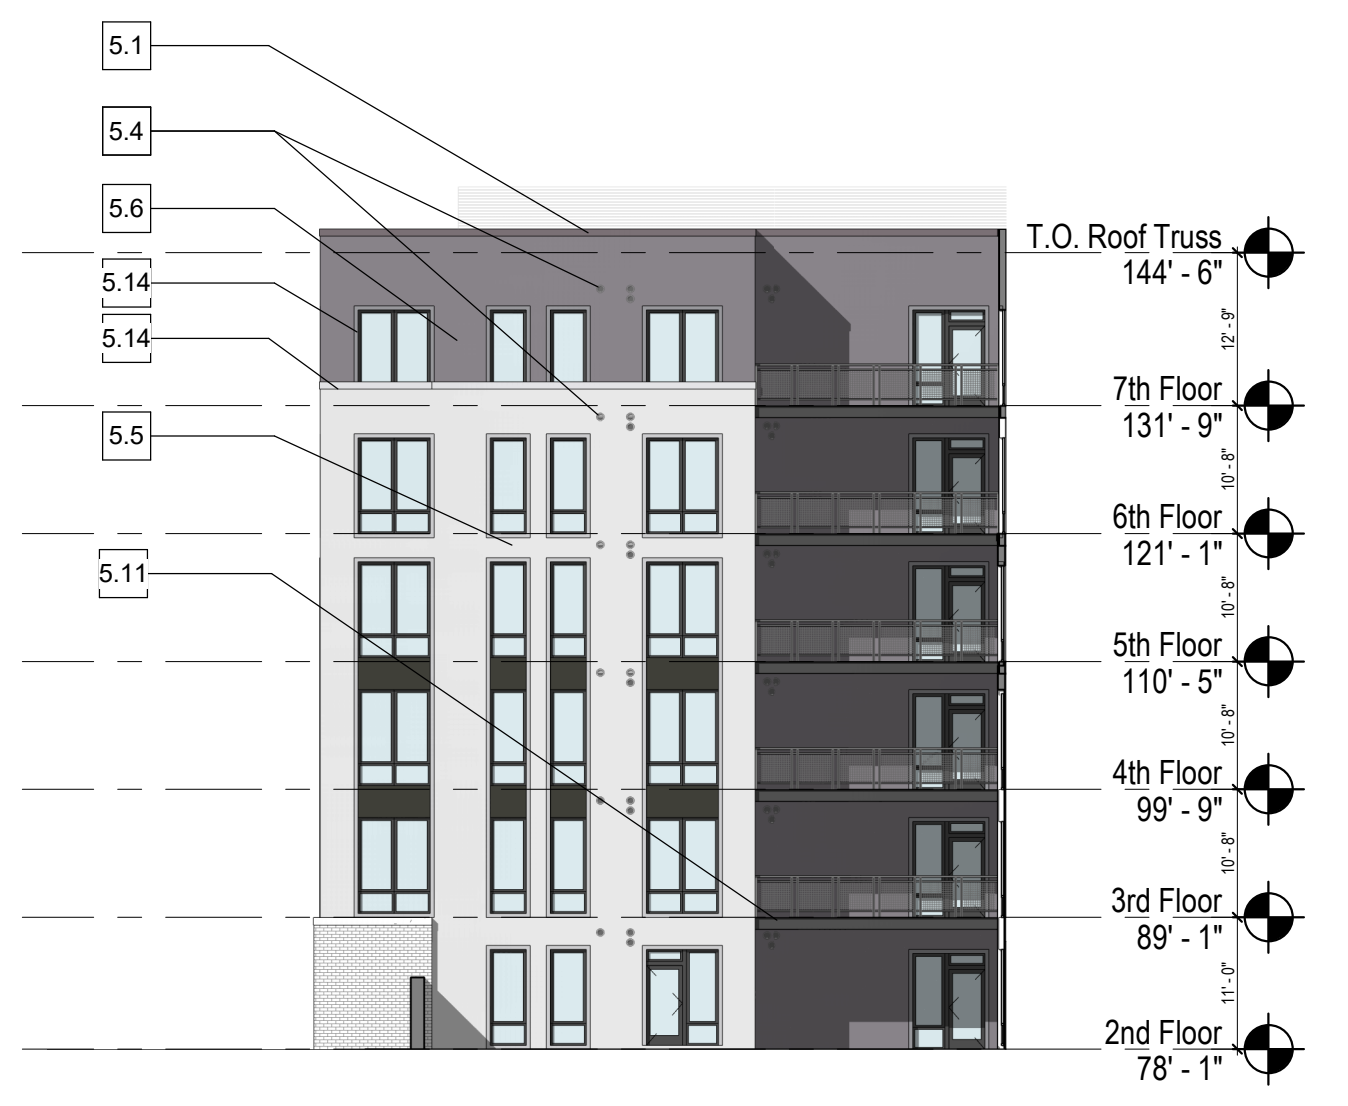 5.1
5.4
5.6
5.14
5.14
5.5
5.11
T.O. Roof Truss
144' - 6"
12' - 9"
7th Floor
131' - 9"
10' - 8"
6th Floor
121' - 1"
10' - 8"
5th Floor
110' - 5"
10' - 8"
4th Floor
99' - 9"
10' - 8"
3rd Floor
89' - 1"
11' - 0"
2nd Floor
78' - 1"